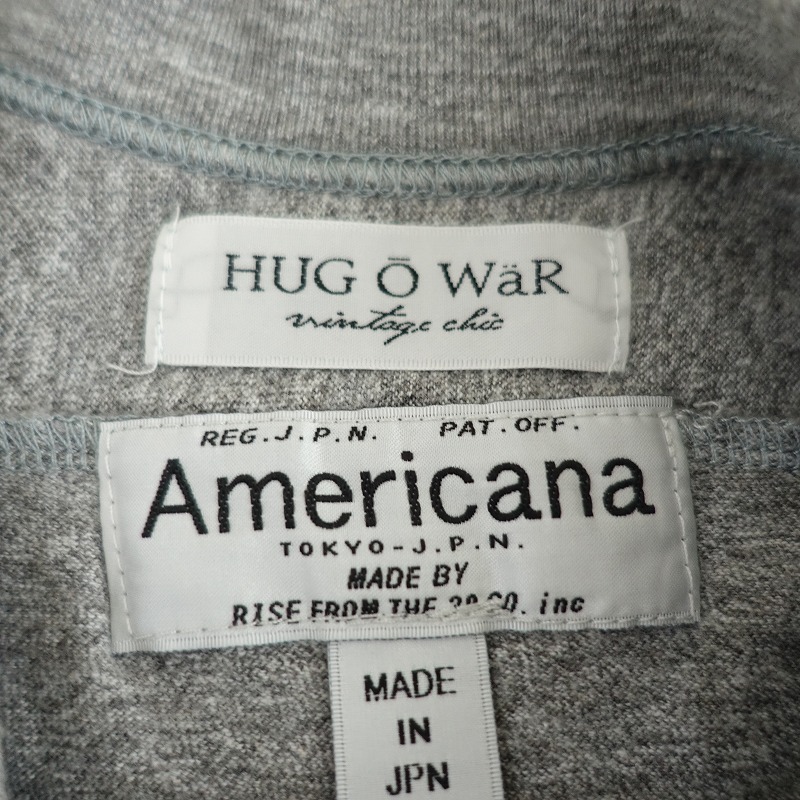 HUG Ō WäR
vintage chic
REG.J.P.N. PAT.OFF.
Americana
TOKYO-J.P.N.
MADE BY
RISE FROM THE CO. inc
MADE
IN
JPN